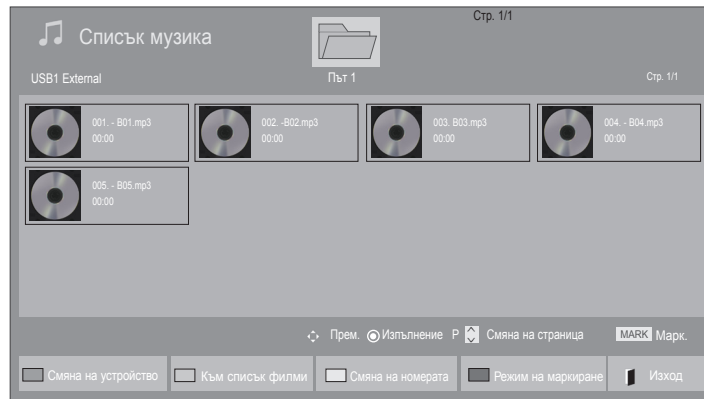 Стр. 1/1
Списък музика
USB1 External
Път 1
Стр. 1/1
001. - B01.mp3
00:00
002. -B02.mp3
00:00
003. B03.mp3
00:00
004. - B04.mp3
00:00
005. - B05.mp3
00:00
Прем. Изпълнение P Смяна на страница MARK Марк.
Смяна на устройство Към списък филми Смяна на номерата Режим на маркиране Изход